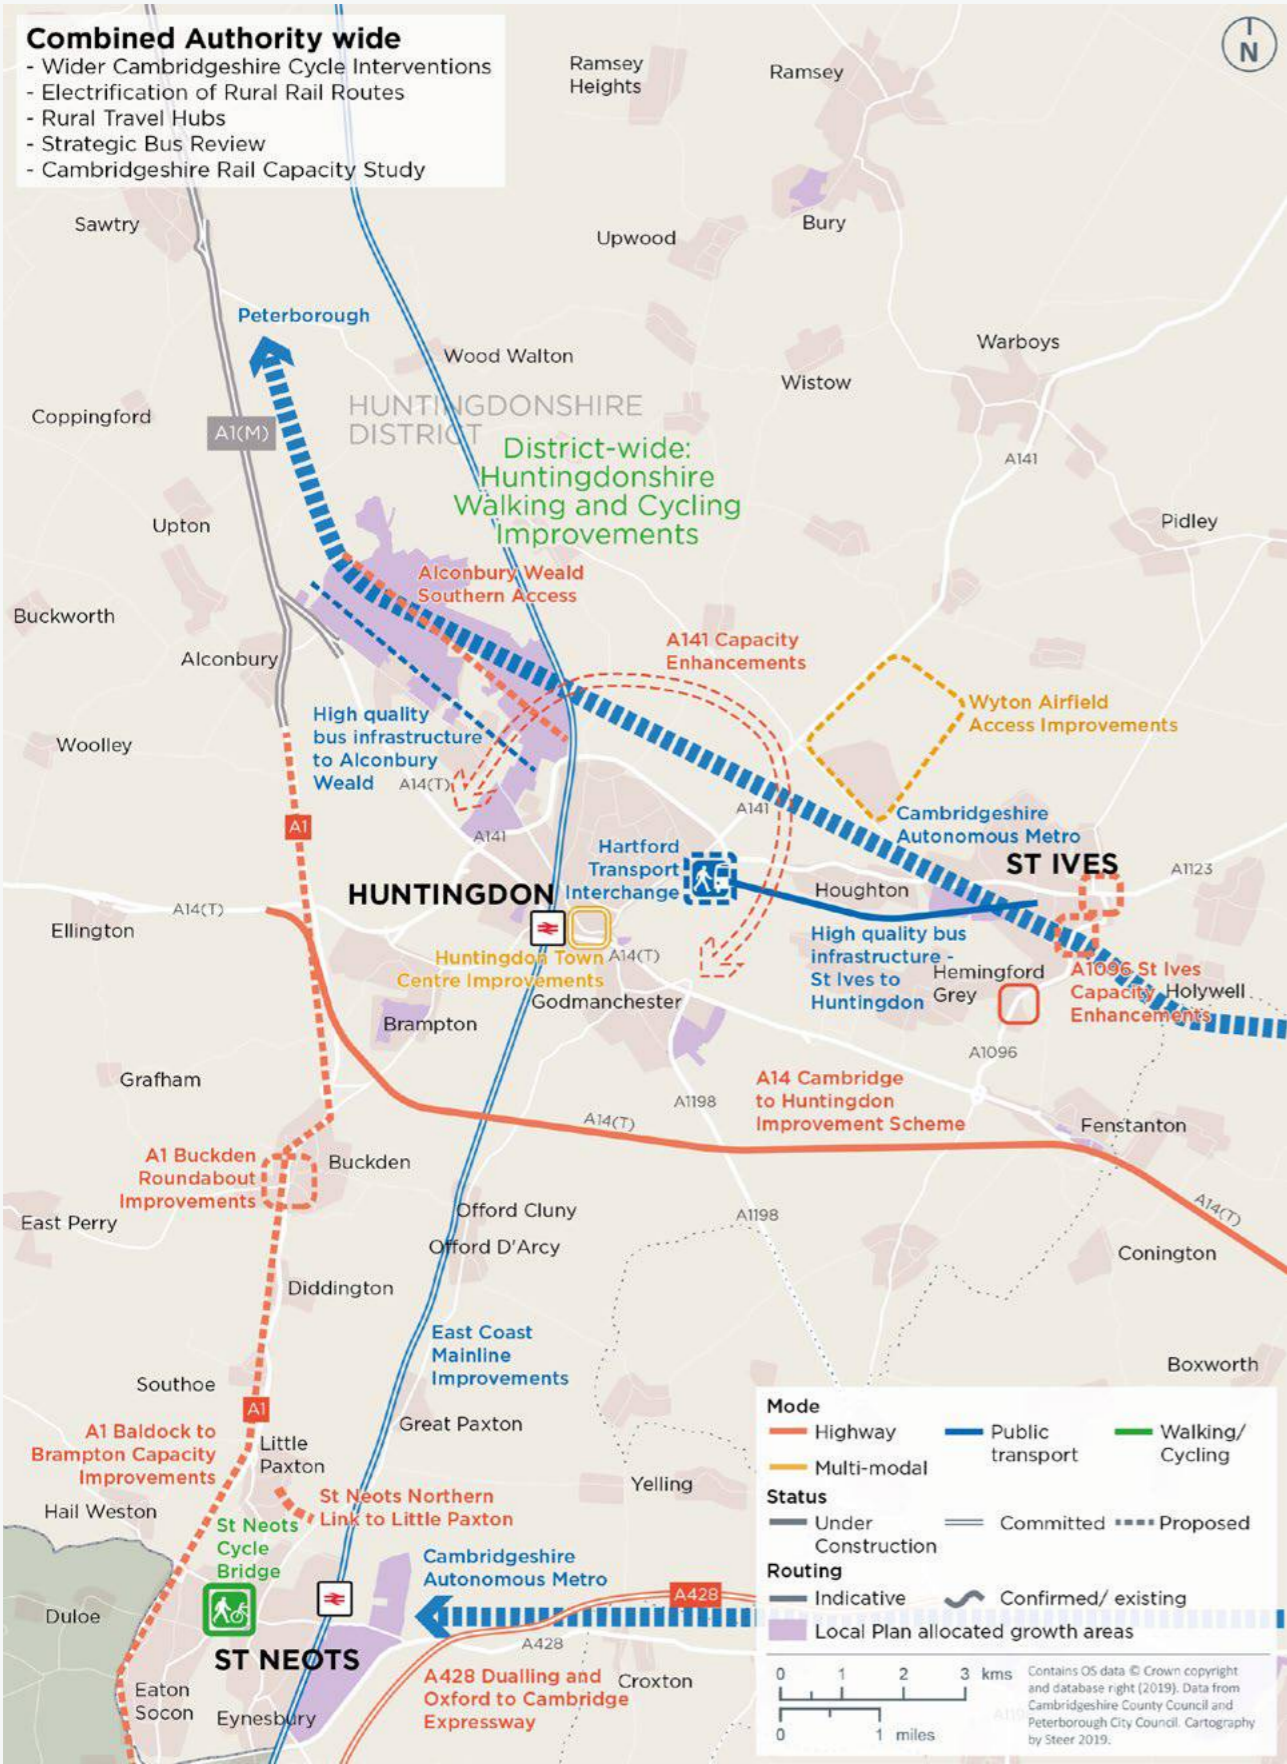 Combined Authority wide
- Wider Cambridgeshire Cycle Interventions
- Electrification of Rural Rail Routes
- Rural Travel Hubs
- Strategic Bus Review
- Cambridgeshire Rail Capacity Study
N
Ramsey
Heights
Ramsey
Sawtry
Upwood
Bury
Peterborough
Wood Walton
Warboys
Wistow
Coppingford
A1(M)
HUNTINGDONSHIRE
DISTRICT
District-wide:
Huntingdonshire
Walking and Cycling
Improvements
A141
Upton
Pidley
Alconbury Weald
Southern Access
Buckworth
Alconbury
A141 Capacity
Enhancements
Wyton Airfield
Access Improvements
High quality
bus infrastructure
to Alconbury
Weald
Woolley
A14(T)
A1
A141
A141
Cambridgeshire
Autonomous Metro
Hartford
Transport
Interchange
ST IVES
A1123
HUNTINGDON
Houghton
A14(T)
Ellington
High quality bus
infrastructure -
St Ives to
Huntingdon
Huntingdon Town
Centre Improvements
A14(T)
Hemingford
Grey
A1096 St Ives
Capacity
Enhancements
Holywell
Godmanchester
Brampton
A1096
Grafham
A14 Cambridge
to Huntingdon
Improvement Scheme
A1198
A14(T)
Fenstanton
A1 Buckden
Roundabout
Improvements
Buckden
East Perry
Offord Cluny
Offord D'Arcy
A1198
A14(T)
Conington
Diddington
East Coast
Mainline
Improvements
Boxworth
Southoe
A1
A1 Baldock to
Brampton Capacity
Improvements
Great Paxton
Little
Paxton
Yelling
Hail Weston
St Neots Northern
Link to Little Paxton
St Neots
Cycle
Bridge
Cambridgeshire
Autonomous Metro
A428
Duloe
A428
ST NEOTS
A428 Dualling and
Oxford to Cambridge
Expressway
Croxton
Eaton
Socon
Eynesbury
Mode
Highway
Public
transport
Walking/
Cycling
Multi-modal
Status
Under
Construction
Committed
Proposed
Routing
Indicative
Confirmed/ existing
Local Plan allocated growth areas
0 1 2 3 kms
0 1 miles
Contains OS data © Crown copyright
and database right (2019). Data from
Cambridgeshire County Council and
Peterborough City Council. Cartography
by Steer 2019.